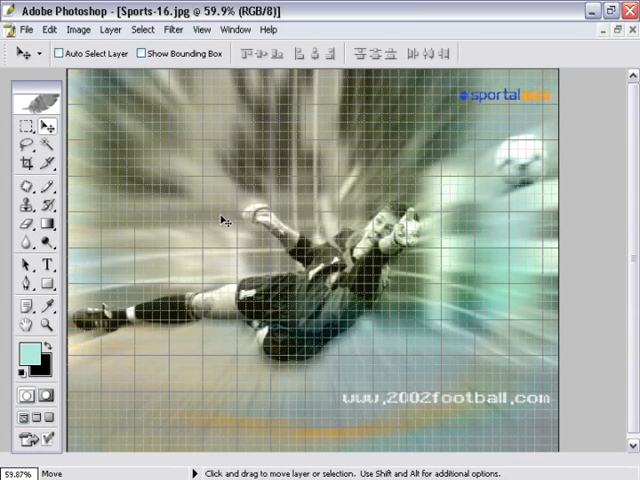 Adobe Photoshop - [Sports-16.jpg @ 59.9% (RGB/8)]
File Edit Image Layer Select Filter View Window Help
Auto Select Layer Show Bounding Box
sportalasia
T
www.2002football.com
59.87% Move Click and drag to move layer or selection. Use Shift and Alt for additional options.